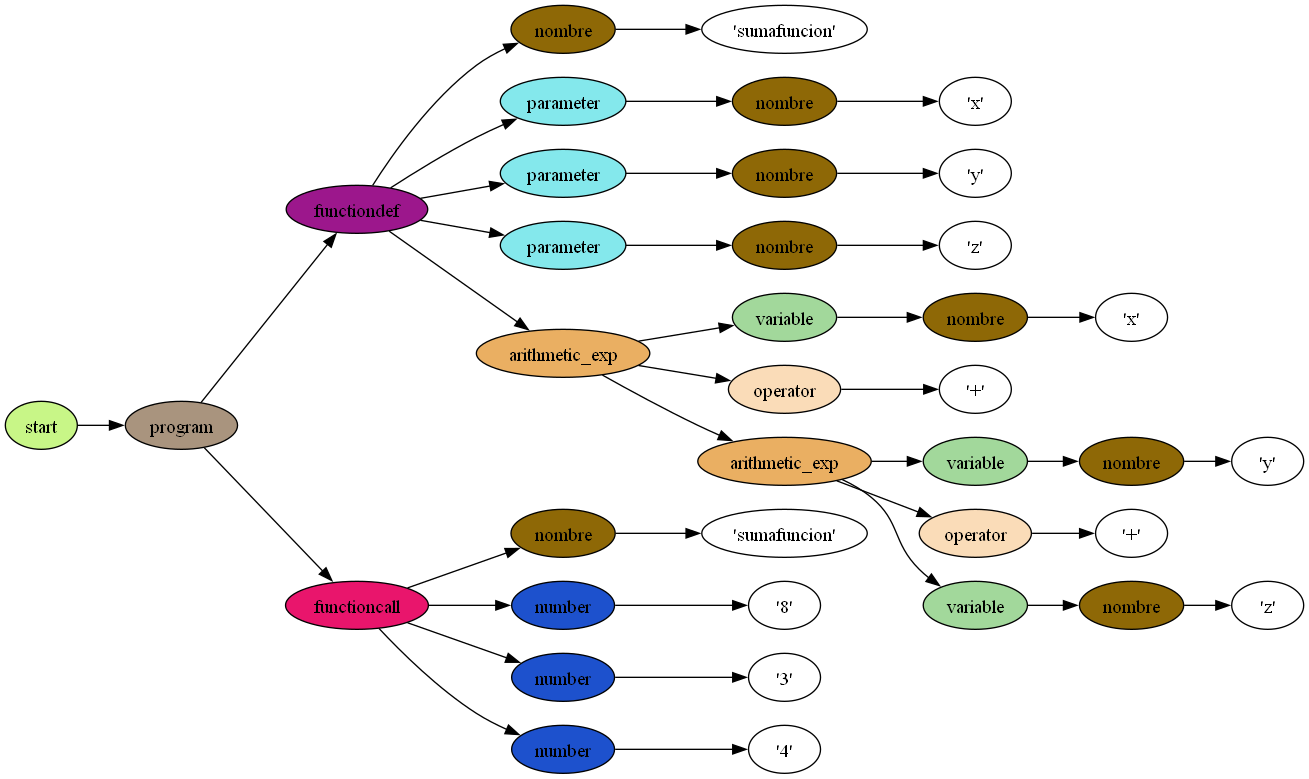 nombre
'sumafuncion'
parameter
nombre
'x'
parameter
nombre
'y'
functiondef
parameter
nombre
'z'
variable
nombre
'x'
arithmetic_exp
operator
'+'
start
program
arithmetic_exp
variable
nombre
'y'
nombre
'sumafuncion'
operator
'+'
functioncall
number
'8'
variable
nombre
'z'
number
'3'
number
'4'